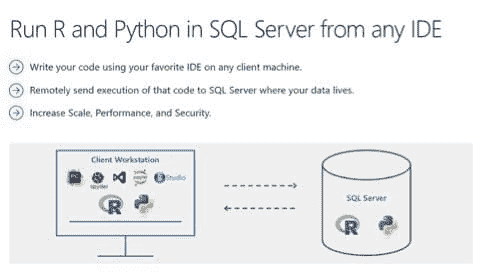 Run R and Python in SQL Server from any IDE
Write your code using your favorite IDE on any client machine.
Remotely send execution of that code to SQL Server where your data lives.
Increase Scale, Performance, and Security.
Client Workstation
PC
spyder
jupyter
R Studio
R
SQL Server
R